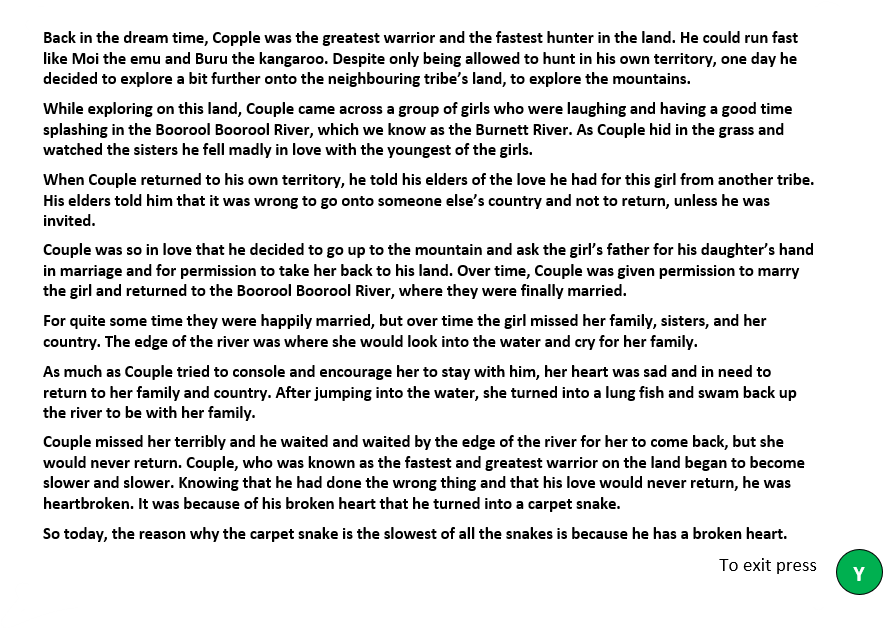 Back in the dream time, Copple was the greatest warrior and the fastest hunter in the land. He could run fast
like Moi the emu and Buru the kangaroo. Despite only being allowed to hunt in his own territory, one day he
decided to explore a bit further onto the neighbouring tribe's land, to explore the mountains.
While exploring on this land, Couple came across a group of girls who were laughing and having a good time
splashing in the Boorool Boorool River, which we know as the Burnett River. As Couple hid in the grass and
watched the sisters he fell madly in love with the youngest of the girls.
When Couple returned to his own territory, he told his elders of the love he had for this girl from another tribe.
His elders told him that it was wrong to go onto someone else's country and not to return, unless he was
invited.
Couple was so in love that he decided to go up to the mountain and ask the girl's father for his daughter's hand
in marriage and for permission to take her back to his land. Over time, Couple was given permission to marry
the girl and returned to the Boorool Boorool River, where they were finally married.
For quite some time they were happily married, but over time the girl missed her family, sisters, and her
country. The edge of the river was where she would look into the water and cry for her family.
As much as Couple tried to console and encourage her to stay with him, her heart was sad and in need to
return to her family and country. After jumping into the water, she turned into a lung fish and swam back up
the river to be with her family.
Couple missed her terribly and he waited and waited by the edge of the river for her to come back, but she
would never return. Couple, who was known as the fastest and greatest warrior on the land began to become
slower and slower. Knowing that he had done the wrong thing and that his love would never return, he was
heartbroken. It was because of his broken heart that he turned into a carpet snake.
So today, the reason why the carpet snake is the slowest of all the snakes is because he has a broken heart.
To exit press
Y